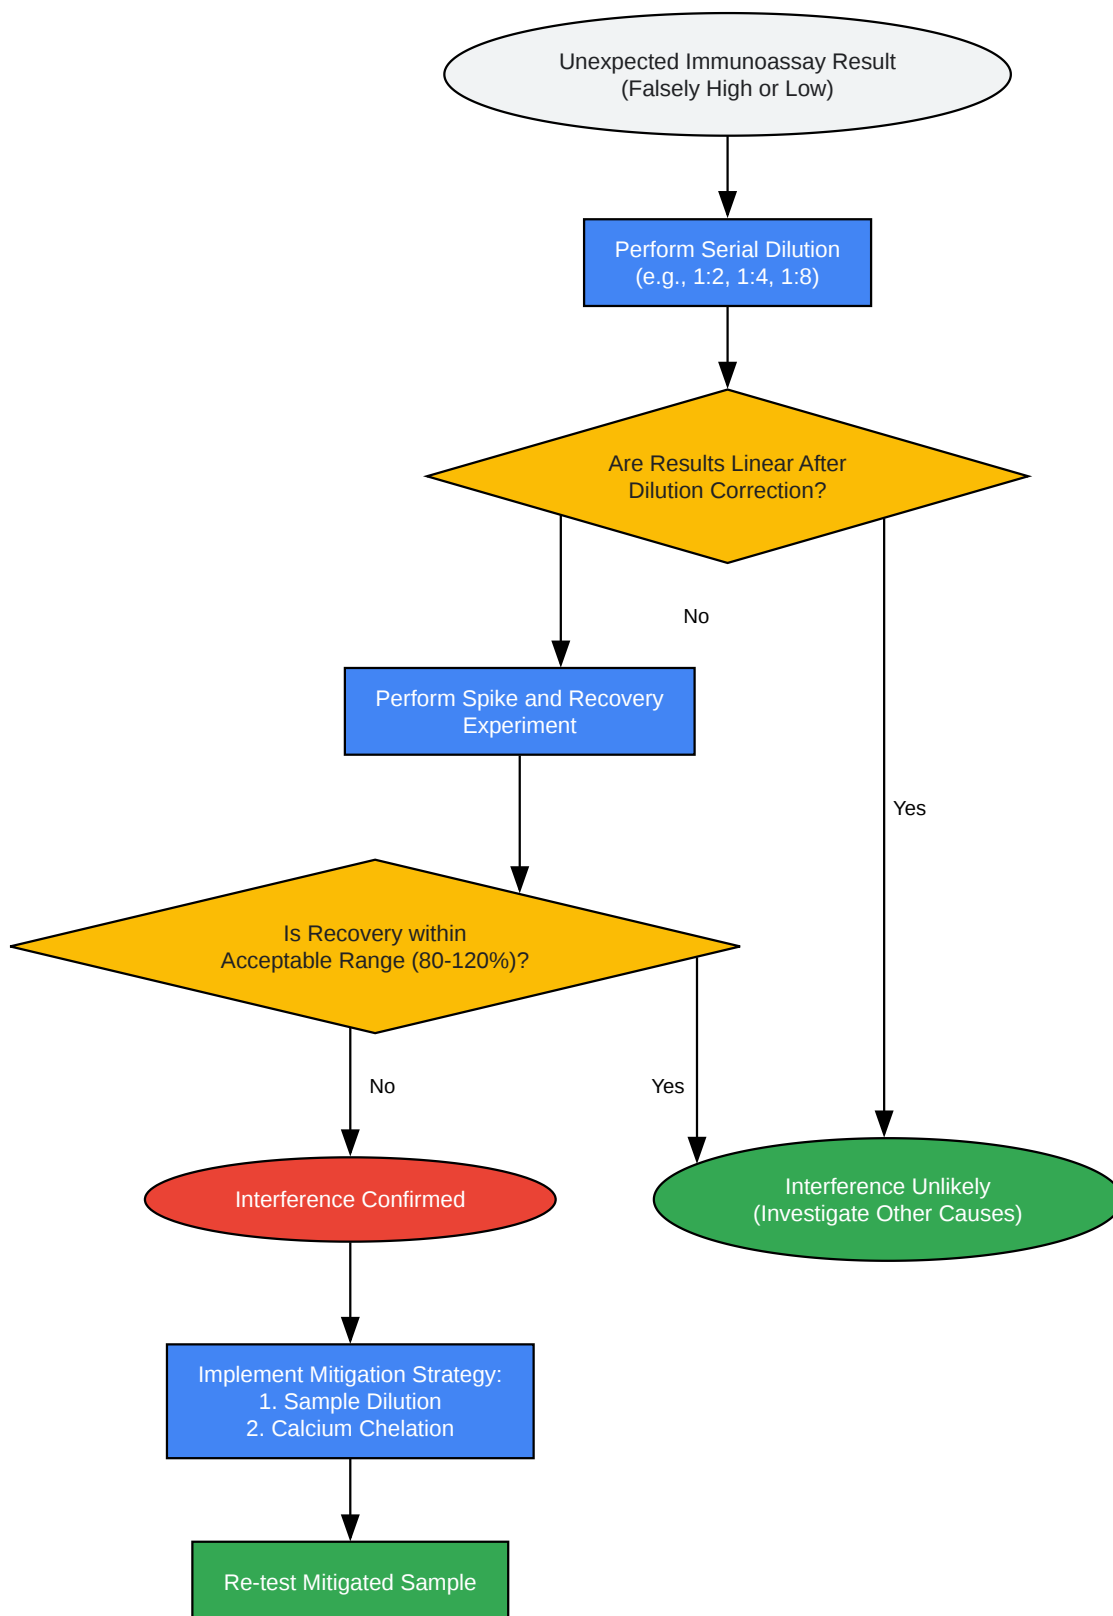 Unexpected Immunoassay Result
(Falsely High or Low)
Perform Serial Dilution
(e.g., 1:2, 1:4, 1:8)
Are Results Linear After
Dilution Correction?
No
Perform Spike and Recovery
Experiment
Yes
Is Recovery within
Acceptable Range (80-120%)?
No
Yes
Interference Confirmed
Interference Unlikely
(Investigate Other Causes)
Implement Mitigation Strategy:
1. Sample Dilution
2. Calcium Chelation
Re-test Mitigated Sample